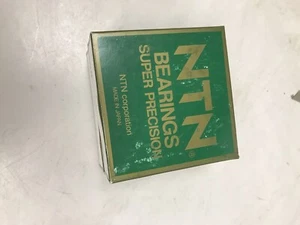 NTN
BEARINGS
SUPER PRECISION
NTN corporation
MADE IN JAPAN